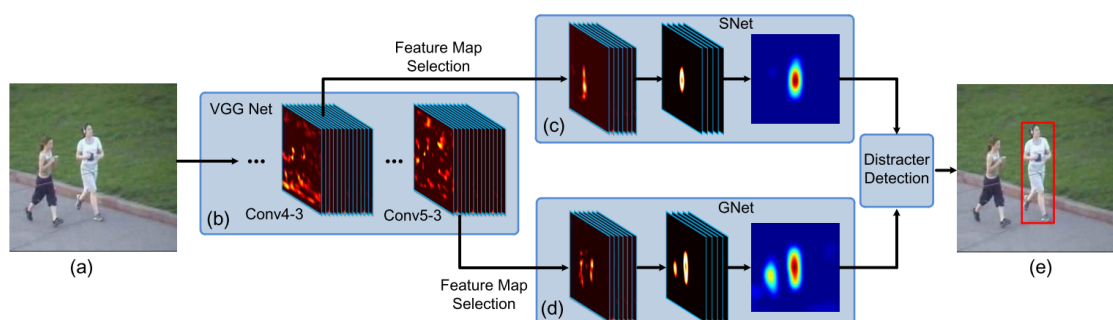 SNet
Feature Map
Selection
VGG Net
(c)
Distracter
Detection
(b)
Conv4-3
Conv5-3
GNet
(a)
(e)
Feature Map
Selection
(d)